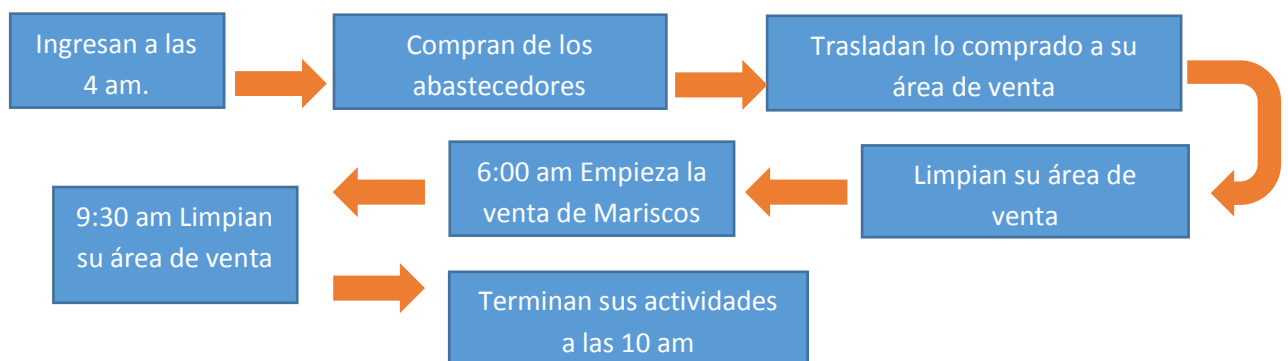 Ingresan a las
4 am.
Compran de los
abastecedores
Trasladan lo comprado a su
área de venta
Limpian su área de
venta
6:00 am Empieza la
venta de Mariscos
9:30 am Limpian
su área de venta
Terminan sus actividades
a las 10 am